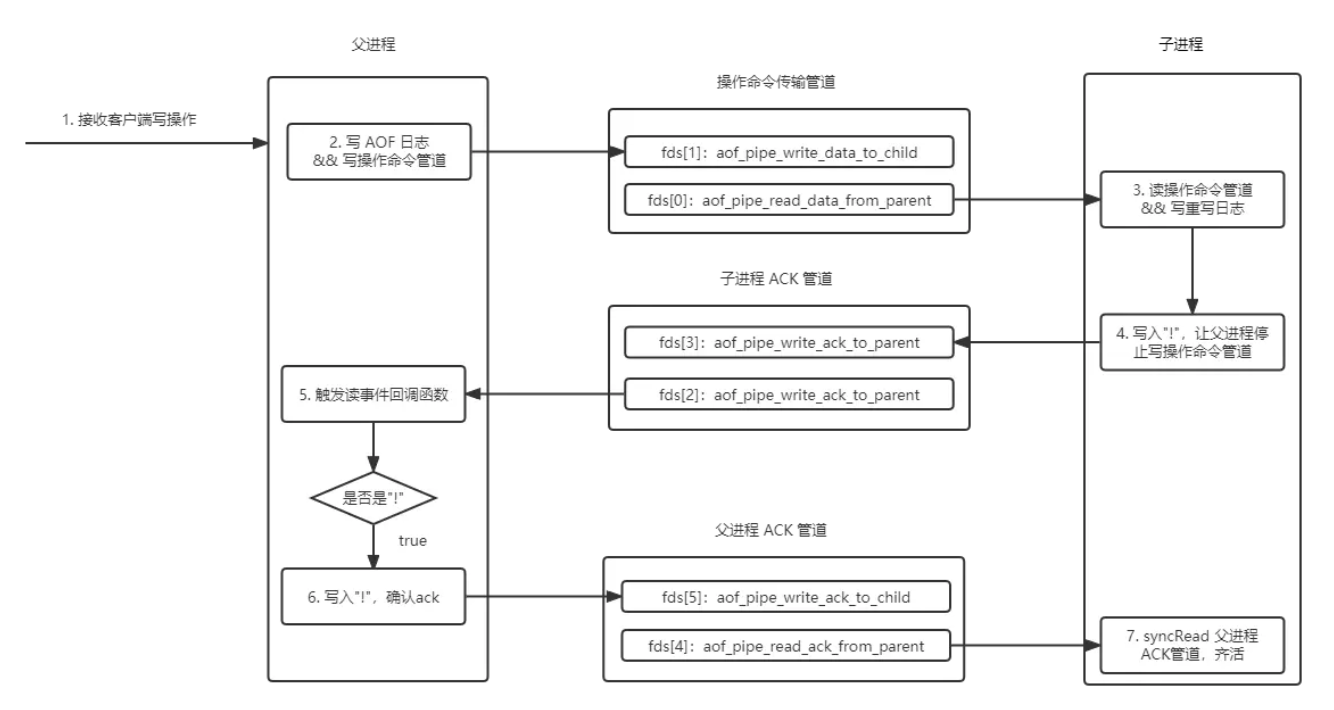 父进程
子进程
操作命令传输管道
1. 接收客户端写操作
2. 写 AOF 日志
&& 写操作命令管道
fds[1]：aof_pipe_write_data_to_child
fds[0]：aof_pipe_read_data_from_parent
3. 读操作命令管道
&& 写重写日志
子进程 ACK 管道
fds[3]：aof_pipe_write_ack_to_parent
4. 写入"!"，让父进程停
止写操作命令管道
5. 触发读事件回调函数
fds[2]：aof_pipe_write_ack_to_parent
是否是"!"
true
父进程 ACK 管道
6. 写入"!"，确认ack
fds[5]：aof_pipe_write_ack_to_child
fds[4]：aof_pipe_read_ack_from_parent
7. syncRead 父进程
ACK管道，齐活